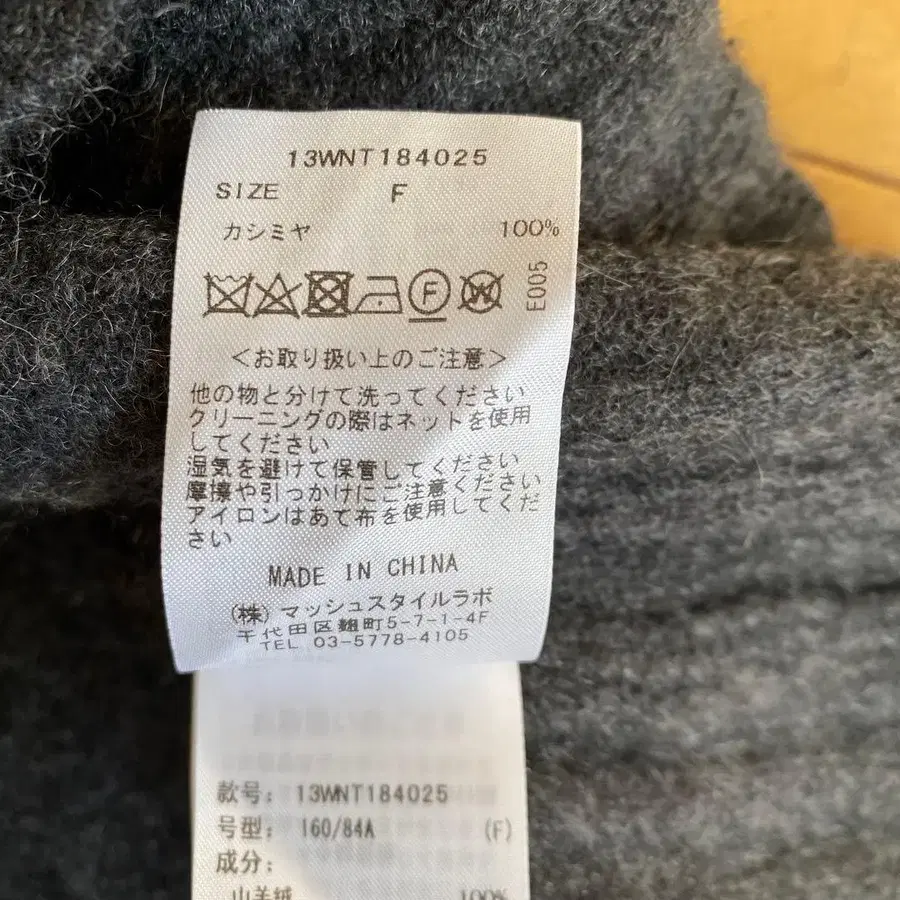 13WNT184025
SIZE F
カシミヤ 100%
F W
E005
＜お取り扱い上のご注意＞
他の物と分けて洗ってください
クリーニングの際はネットを使用
してください
湿気を避けて保管してください
摩擦や引っかけにご注意ください
アイロンはあて布を使用してくだ
さい
MADE IN CHINA
(株)マッシュスタイルラボ
千代田区麹町5-7-1-4F
TEL 03-5778-4105
款号: 13WNT184025
号型: 160/84A (F)
成分:
山羊绒 100%